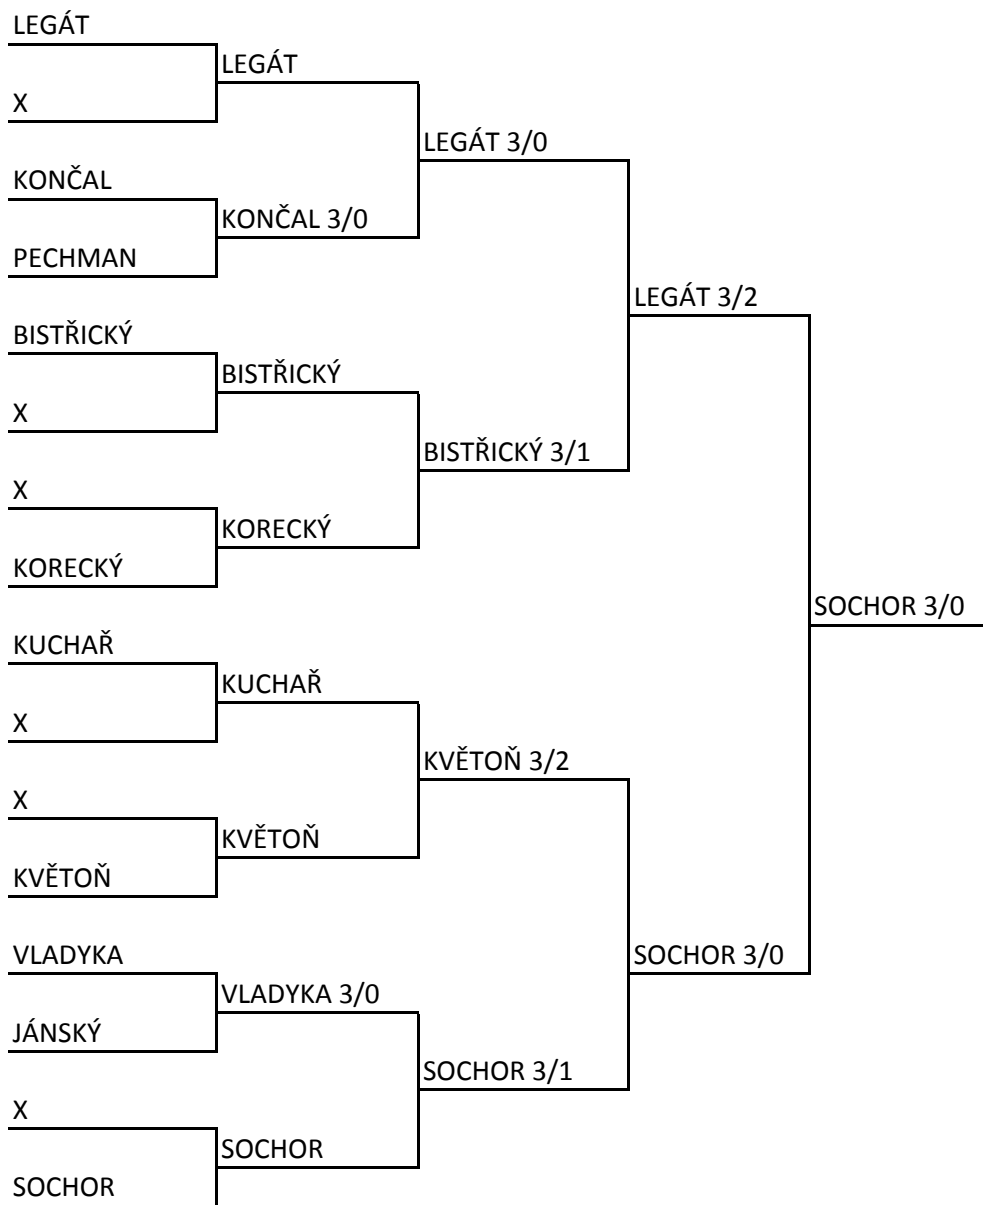 LEGÁT
LEGÁT
X
LEGÁT 3/0
KONČAL
KONČAL 3/0
PECHMAN
LEGÁT 3/2
BISTŘICKÝ
BISTŘICKÝ
X
BISTŘICKÝ 3/1
X
KORECKÝ
KORECKÝ
SOCHOR 3/0
KUCHAŘ
KUCHAŘ
X
KVĚTOŇ 3/2
X
KVĚTOŇ
KVĚTOŇ
VLADYKA
SOCHOR 3/0
VLADYKA 3/0
JÁNSKÝ
SOCHOR 3/1
X
SOCHOR
SOCHOR